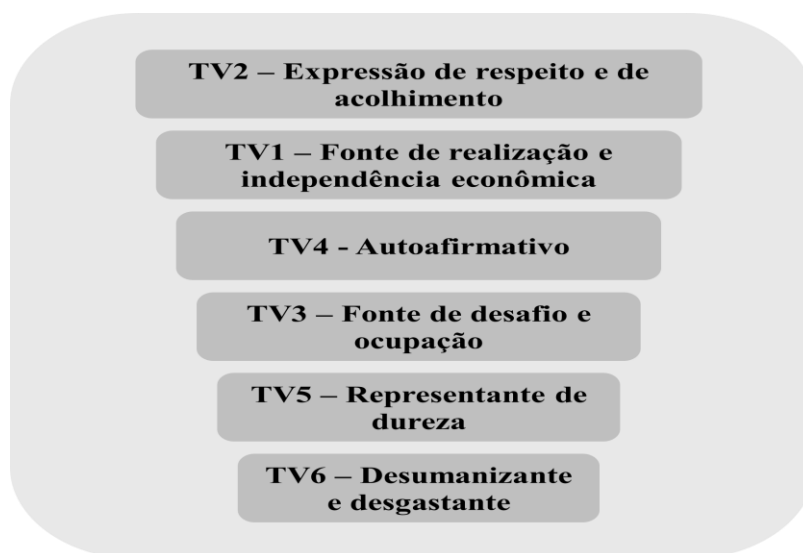 TV2 – Expressão de respeito e de
acolhimento
TV1 – Fonte de realização e
independência econômica
TV4 - Autoafirmativo
TV3 – Fonte de desafio e
ocupação
TV5 – Representante de
dureza
TV6 – Desumanizante
e desgastante